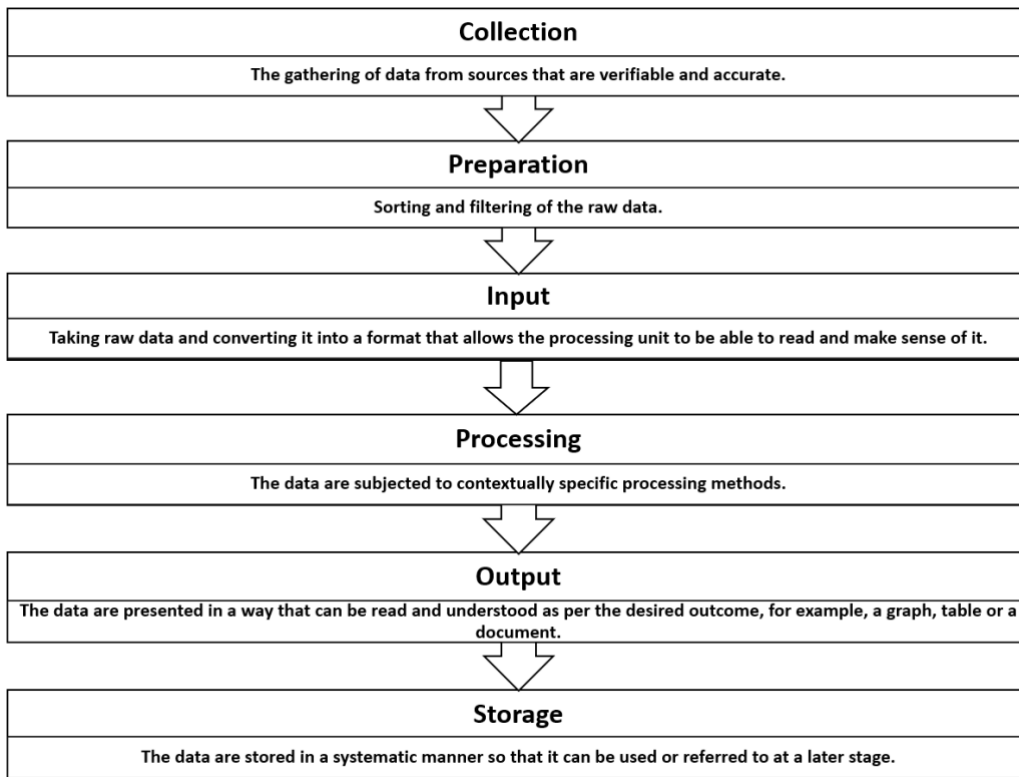 Collection
The gathering of data from sources that are verifiable and accurate.
Preparation
Sorting and filtering of the raw data.
Input
Taking raw data and converting it into a format that allows the processing unit to be able to read and make sense of it.
Processing
The data are subjected to contextually specific processing methods.
Output
The data are presented in a way that can be read and understood as per the desired outcome, for example, a graph, table or a
document.
Storage
The data are stored in a systematic manner so that it can be used or referred to at a later stage.